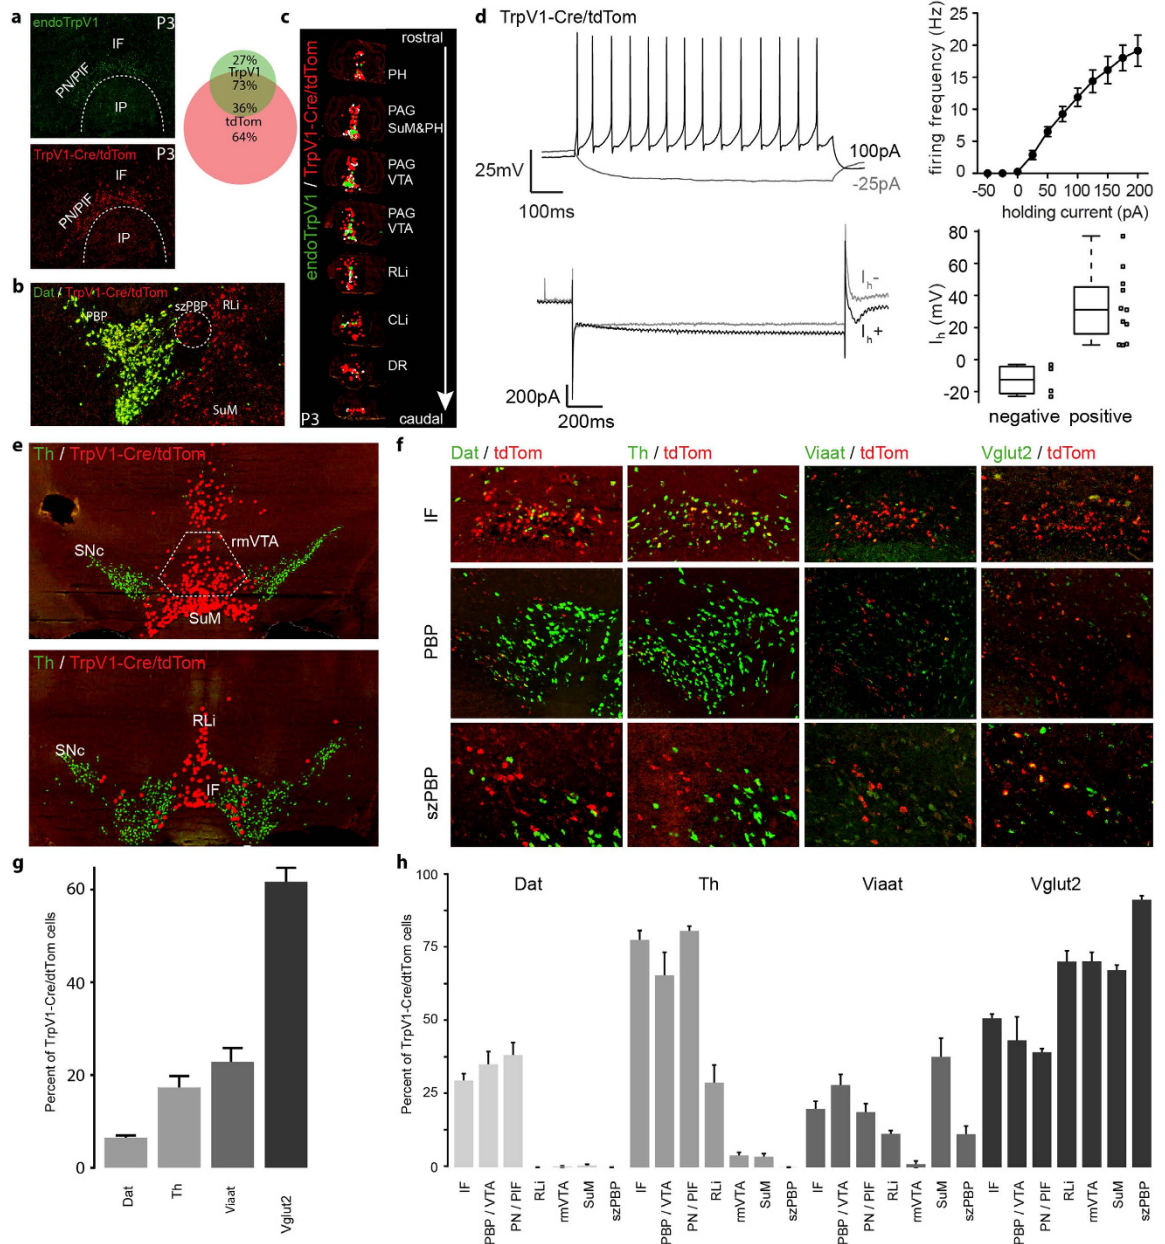 a
endoTrpV1
P3
IF
PN/PIF
IP
TrpV1-Cre/tdTom
P3
IF
PN/PIF
IP
27%
TrpV1
73%
36%
tdTom
64%
b
Dat / TrpV1-Cre/tdTom
PBP
szPBP
RLi
SuM
c
endoTrpV1 / TrpV1-Cre/tdTom
rostral
PH
PAG
SuM&PH
PAG
VTA
PAG
VTA
RLi
CLi
DR
P3
caudal
d
TrpV1-Cre/tdTom
25mV
100ms
100pA
-25pA
firing frequency (Hz)
25
20
15
10
5
0
-50
0
50
100
150
200
holding current (pA)
200pA
200ms
Ih-
Ih+
Ih (mV)
80
60
40
20
0
-20
negative positive
e
Th / TrpV1-Cre/tdTom
SNc
rmVTA
SuM
Th / TrpV1-Cre/tdTom
RLi
SNc
IF
f
Dat / tdTom
Th / tdTom
Viaat / tdTom
Vglut2 / tdTom
IF
PBP
szPBP
g
Percent of TrpV1-Cre/dtTom cells
60
40
20
0
Dat
Th
Viaat
Vglut2
h
Percent of TrpV1-Cre/dtTom cells
100
75
50
25
0
Dat
Th
Viaat
Vglut2
IF
PBP / VTA
PN / PIF
RLi
rmVTA
SuM
szPBP
IF
PBP / VTA
PN / PIF
RLi
rmVTA
SuM
szPBP
IF
PBP / VTA
PN / PIF
RLi
rmVTA
SuM
szPBP
IF
PBP / VTA
PN / PIF
RLi
rmVTA
SuM
szPBP